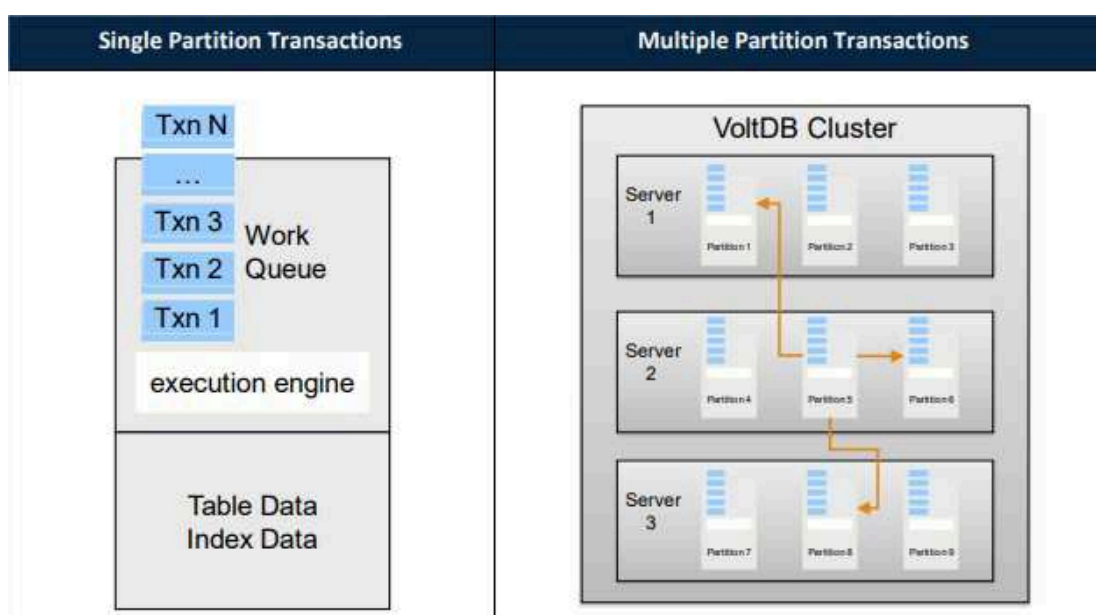 Single Partition Transactions
Multiple Partition Transactions
Txn N
...
Txn 3
Txn 2
Txn 1
Work
Queue
execution engine
Table Data
Index Data
VoltDB Cluster
Server
1
Partition 1
Partition 2
Partition 3
Server
2
Partition 4
Partition 5
Partition 6
Server
3
Partition 7
Partition 8
Partition 9